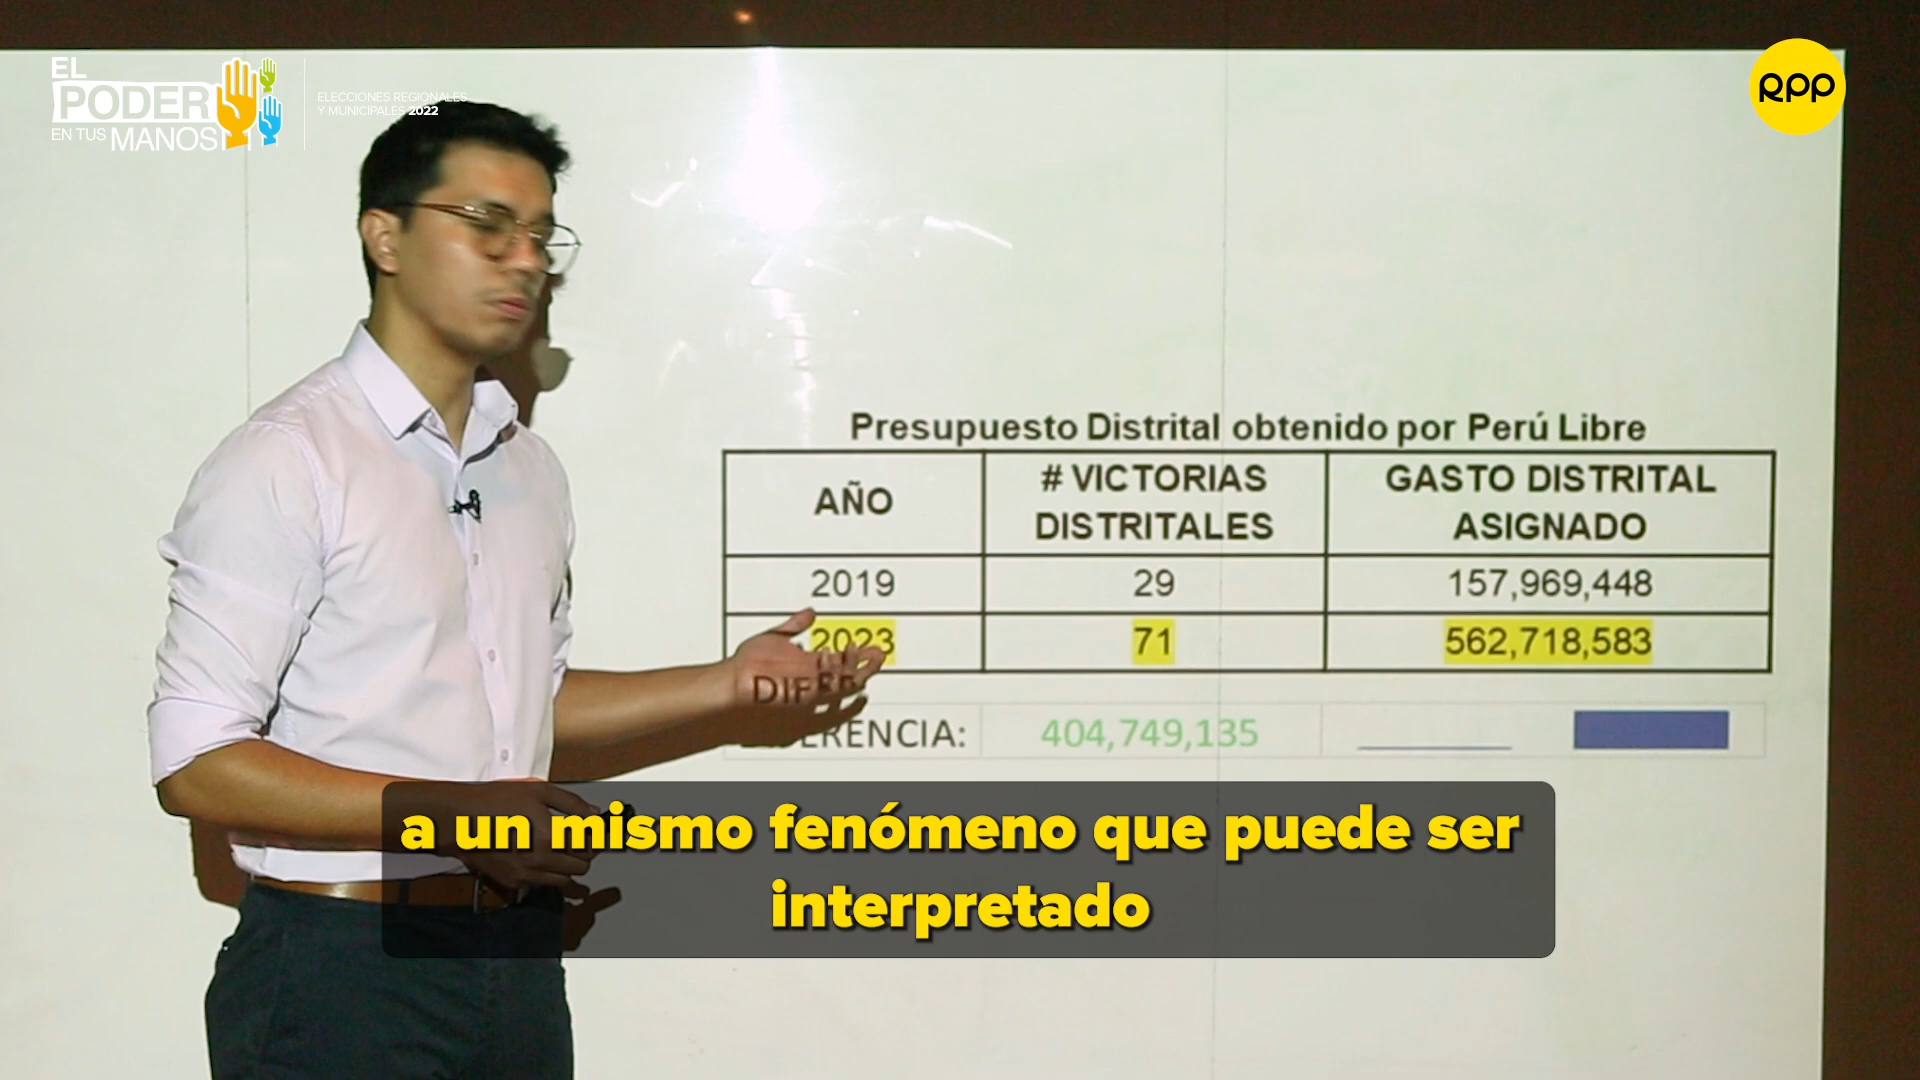 EL
PODER
EN TUS MANOS
ELECCIONES REGIONALES
Y MUNICIPALES 2022
RPP
Presupuesto Distrital obtenido por Perú Libre
AÑO
# VICTORIAS
DISTRITALES
GASTO DISTRITAL
ASIGNADO
2019 29 157,969,448
2023 71 562,718,583
DIFERENCIA: 404,749,135
a un mismo fenómeno que puede ser
interpretado